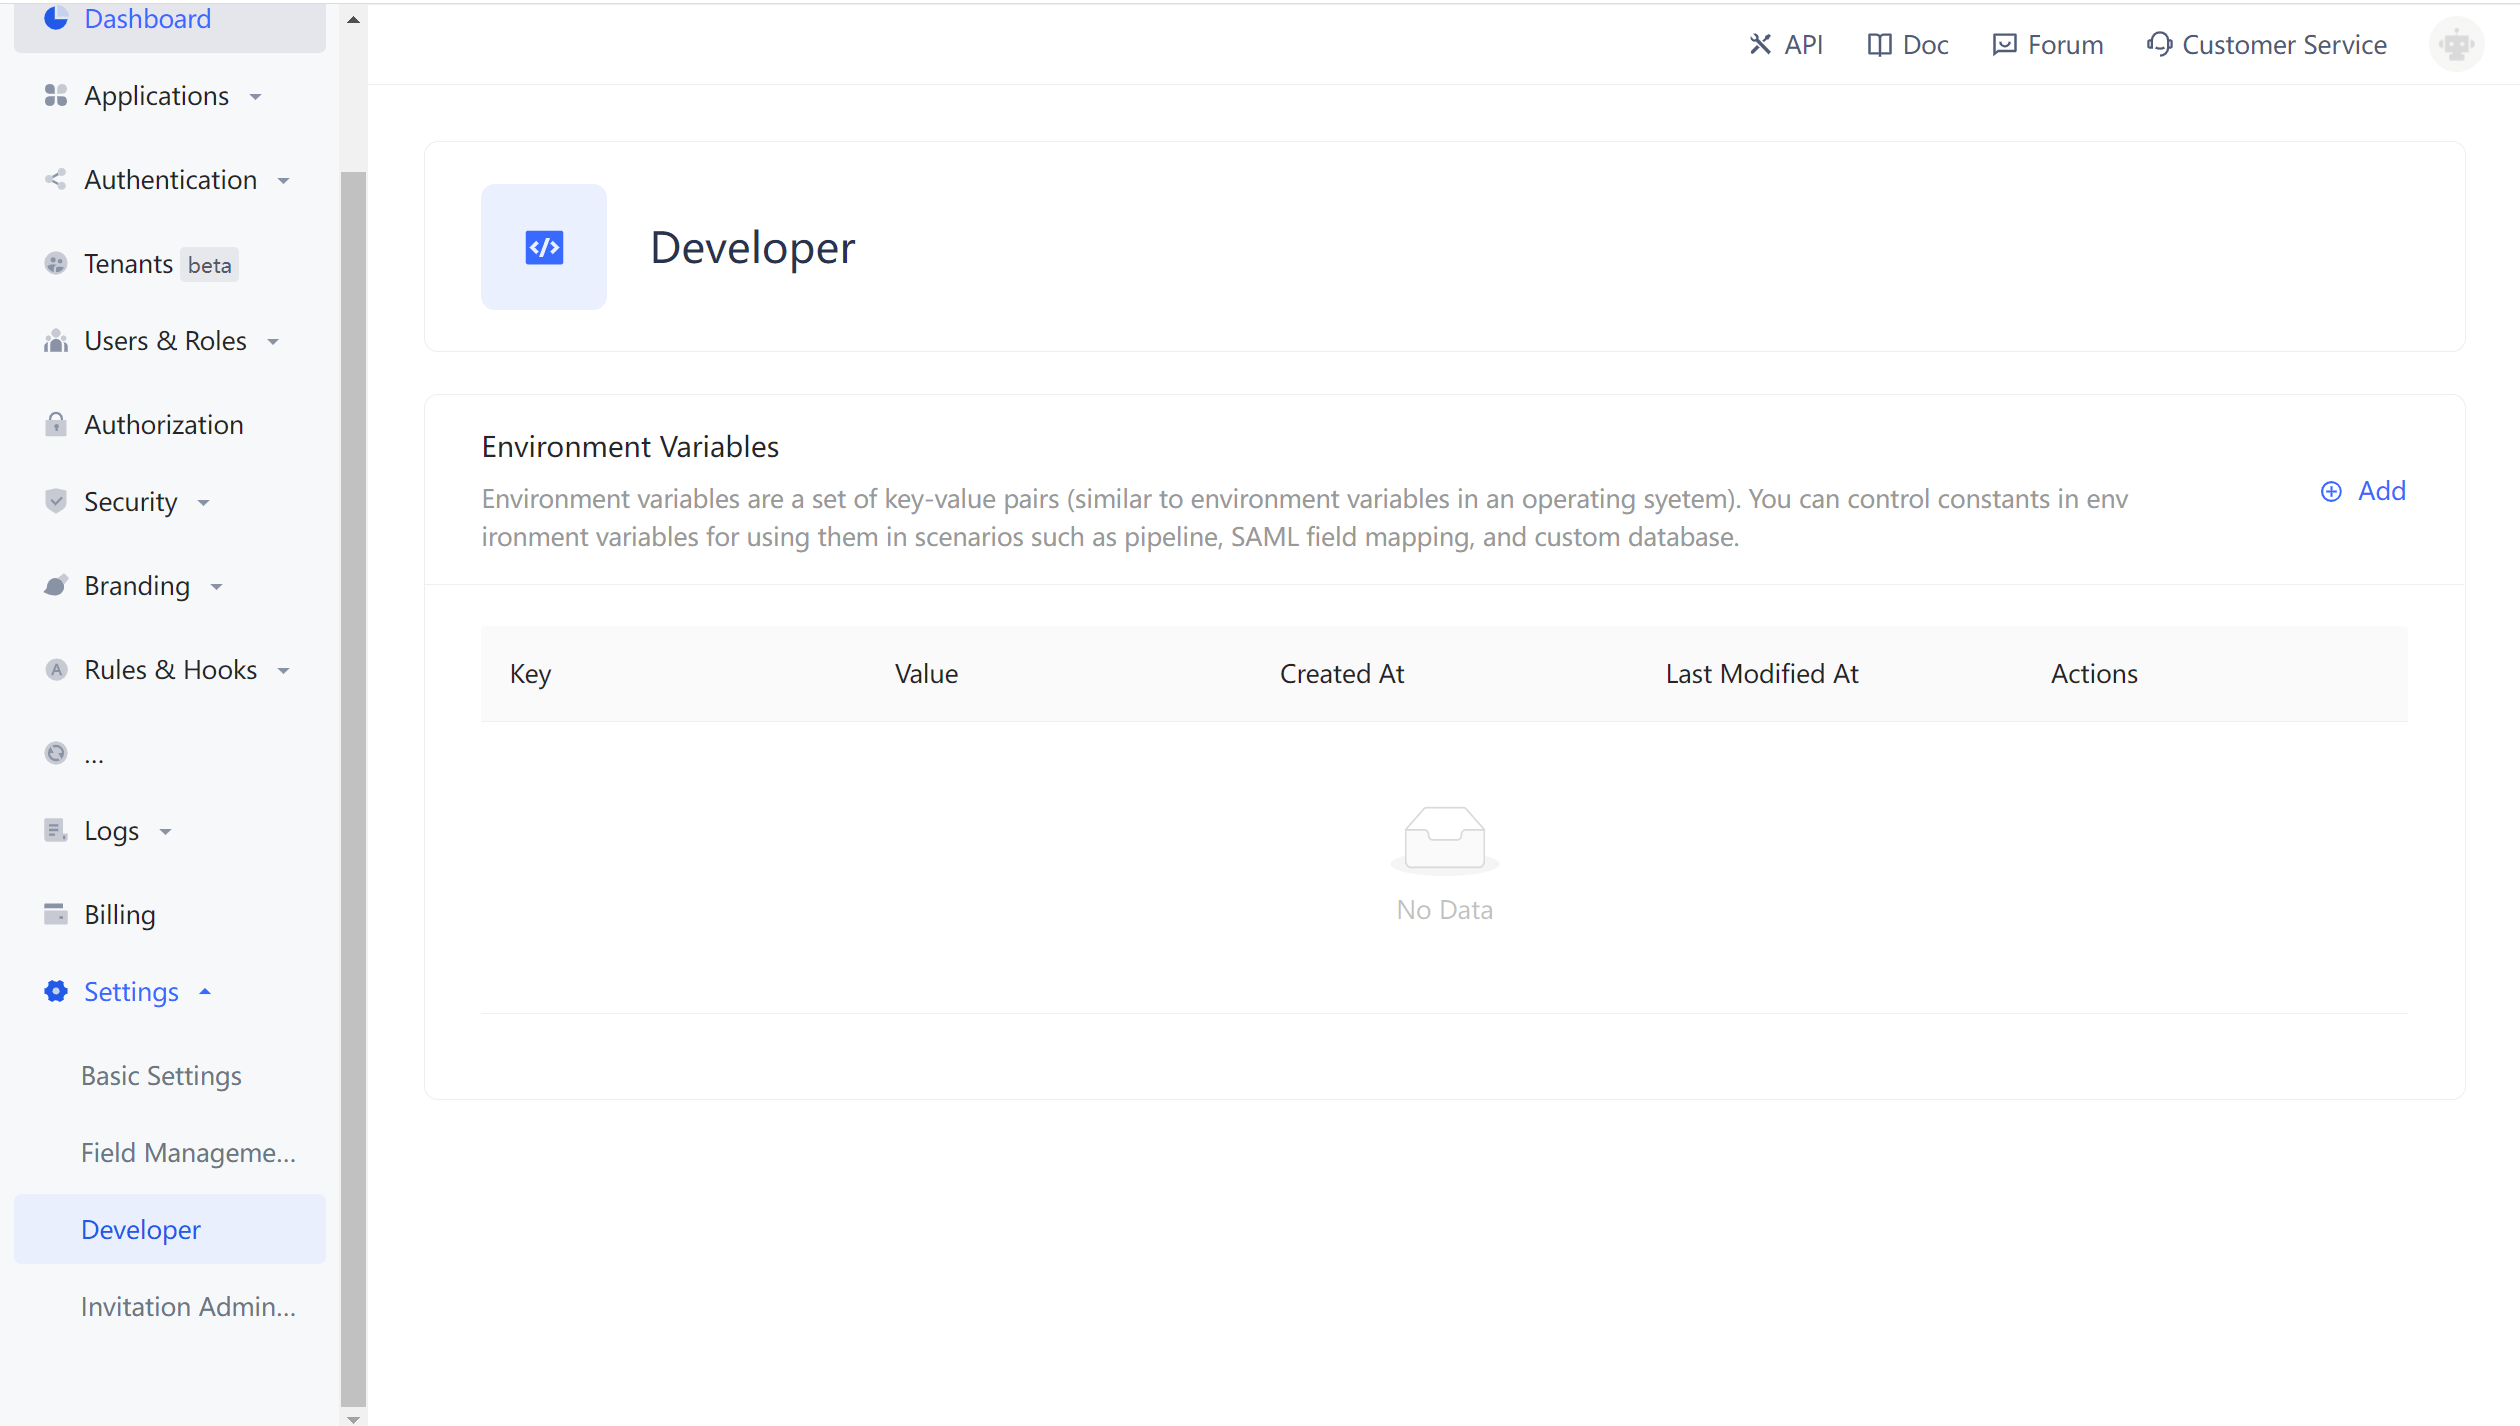 Dashboard
Applications
Authentication
Tenants beta
Users & Roles
Authorization
Security
Branding
Rules & Hooks
...
Logs
Billing
Settings
Basic Settings
Field Manageme...
Developer
Invitation Admin...
API Doc Forum Customer Service
Developer
Environment Variables
Environment variables are a set of key-value pairs (similar to environment variables in an operating syetem). You can control constants in env
ironment variables for using them in scenarios such as pipeline, SAML field mapping, and custom database.
Add
Key Value Created At Last Modified At Actions
No Data